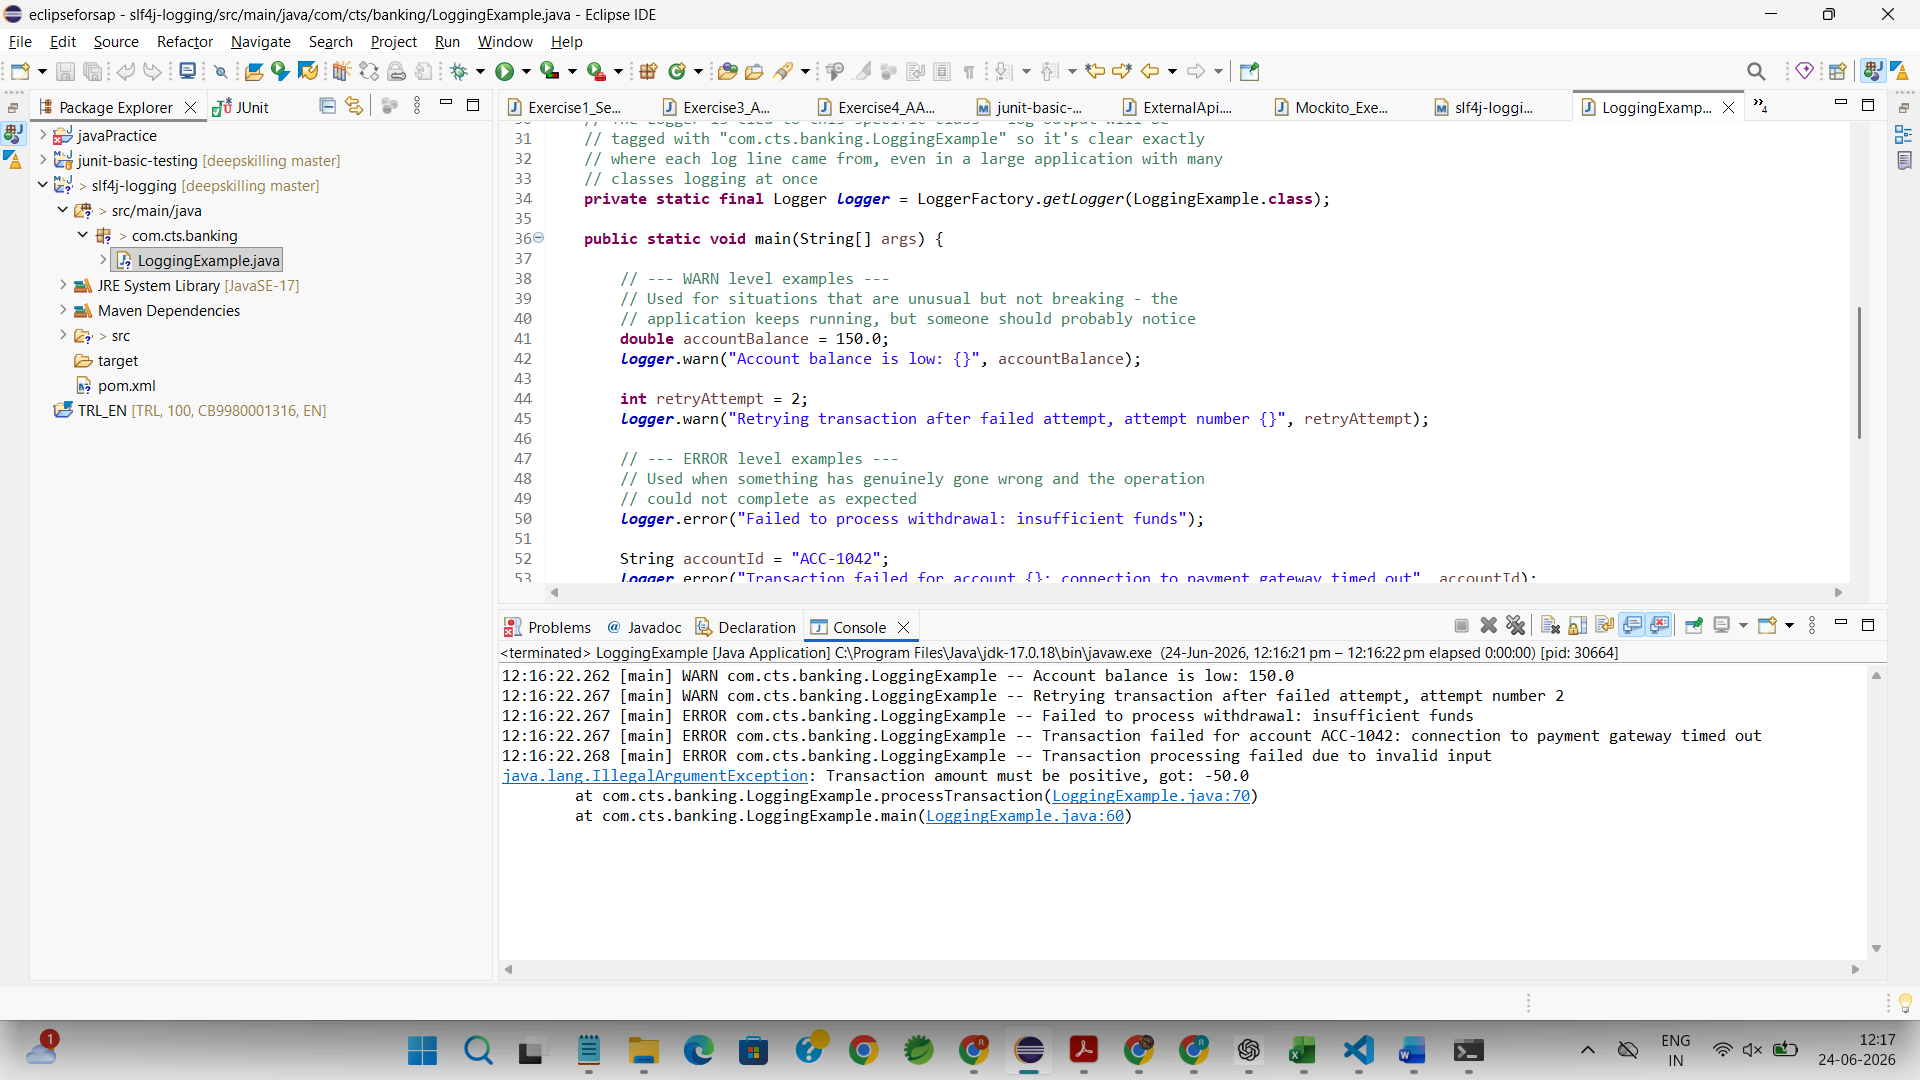 eclipseforsap - slf4j-logging/src/main/java/com/cts/banking/LoggingExample.java - Eclipse IDE
File Edit Source Refactor Navigate Search Project Run Window Help
Package Explorer JUnit
Exercise1_Se... Exercise3_A... Exercise4_AA... junit-basic-... ExternalApi.... Mockito_Exe... slf4j-loggi... LoggingExamp... »4
javaPractice
junit-basic-testing [deepskilling master]
> slf4j-logging [deepskilling master]
> src/main/java
> com.cts.banking
LoggingExample.java
JRE System Library [JavaSE-17]
Maven Dependencies
> src
target
pom.xml
TRL_EN [TRL, 100, CB9980001316, EN]
31 // tagged with "com.cts.banking.LoggingExample" so it's clear exactly
32 // where each log line came from, even in a large application with many
33 // classes logging at once
34 private static final Logger logger = LoggerFactory.getLogger(LoggingExample.class);
35
36 public static void main(String[] args) {
37
38 // --- WARN level examples ---
39 // Used for situations that are unusual but not breaking - the
40 // application keeps running, but someone should probably notice
41 double accountBalance = 150.0;
42 logger.warn("Account balance is low: {}", accountBalance);
43
44 int retryAttempt = 2;
45 logger.warn("Retrying transaction after failed attempt, attempt number {}", retryAttempt);
46
47 // --- ERROR level examples ---
48 // Used when something has genuinely gone wrong and the operation
49 // could not complete as expected
50 logger.error("Failed to process withdrawal: insufficient funds");
51
52 String accountId = "ACC-1042";
53 logger.error("Transaction failed for account {}: connection to payment gateway timed out", accountId);
Problems @ Javadoc Declaration Console
<terminated> LoggingExample [Java Application] C:\Program Files\Java\jdk-17.0.18\bin\javaw.exe (24-Jun-2026, 12:16:21 pm – 12:16:22 pm elapsed 0:00:00) [pid: 30664]
12:16:22.262 [main] WARN com.cts.banking.LoggingExample -- Account balance is low: 150.0
12:16:22.267 [main] WARN com.cts.banking.LoggingExample -- Retrying transaction after failed attempt, attempt number 2
12:16:22.267 [main] ERROR com.cts.banking.LoggingExample -- Failed to process withdrawal: insufficient funds
12:16:22.267 [main] ERROR com.cts.banking.LoggingExample -- Transaction failed for account ACC-1042: connection to payment gateway timed out
12:16:22.268 [main] ERROR com.cts.banking.LoggingExample -- Transaction processing failed due to invalid input
java.lang.IllegalArgumentException: Transaction amount must be positive, got: -50.0
at com.cts.banking.LoggingExample.processTransaction(LoggingExample.java:70)
at com.cts.banking.LoggingExample.main(LoggingExample.java:60)
1
ENG
IN
12:17
24-06-2026